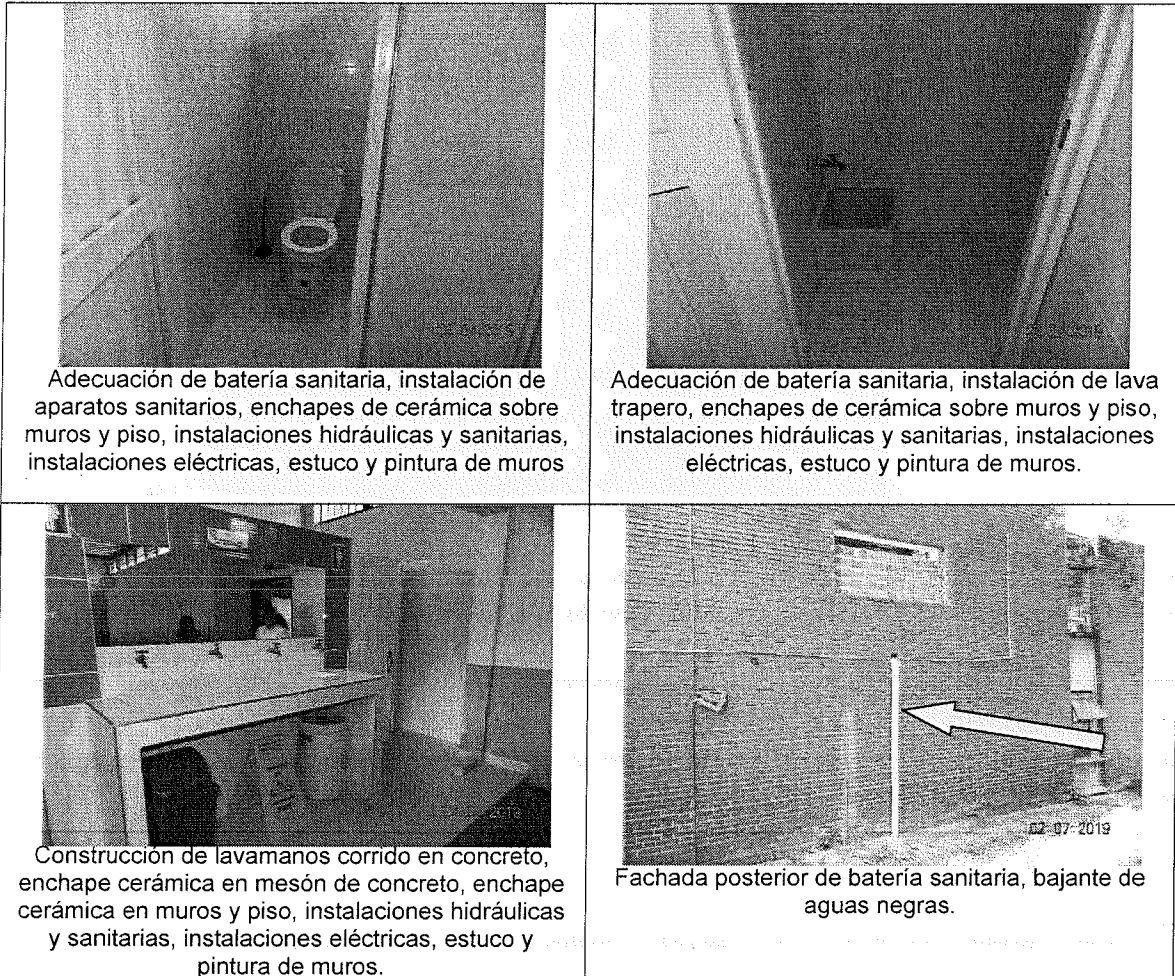 Adecuación de batería sanitaria, instalación de
aparatos sanitarios, enchapes de cerámica sobre
muros y piso, instalaciones hidráulicas y sanitarias,
instalaciones eléctricas, estuco y pintura de muros
Adecuación de batería sanitaria, instalación de lava
trapero, enchapes de cerámica sobre muros y piso,
instalaciones hidráulicas y sanitarias, instalaciones
eléctricas, estuco y pintura de muros.
Construcción de lavamanos corrido en concreto,
enchape cerámica en mesón de concreto, enchape
cerámica en muros y piso, instalaciones hidráulicas
y sanitarias, instalaciones eléctricas, estuco y
pintura de muros.
02-07-2019
Fachada posterior de batería sanitaria, bajante de
aguas negras.